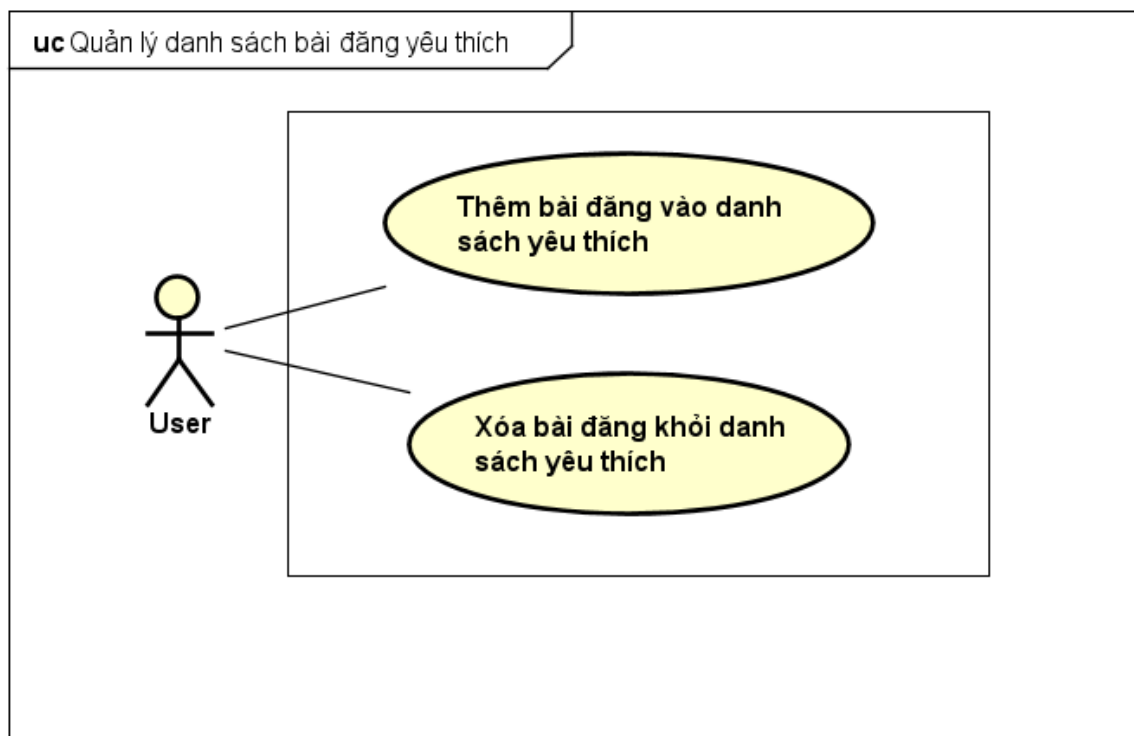 uc Quản lý danh sách bài đăng yêu thích
Thêm bài đăng vào danh
sách yêu thích
User
Xóa bài đăng khỏi danh
sách yêu thích